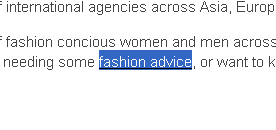 f international agencies across Asia, Europ
f fashion concious women and men across
needing some fashion advice, or want to k